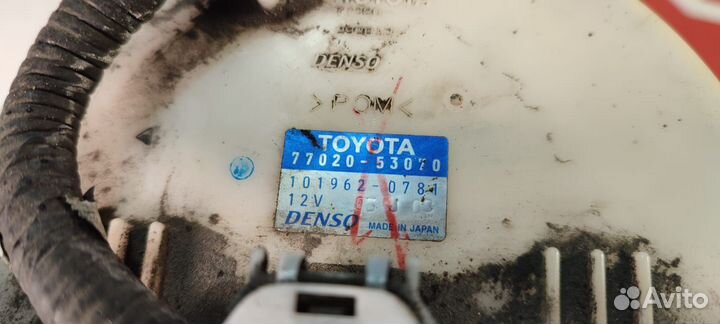 DENSO
>POM<
TOYOTA
77020-53070
101962-0781
12V
DENSO MADE IN JAPAN
Avito